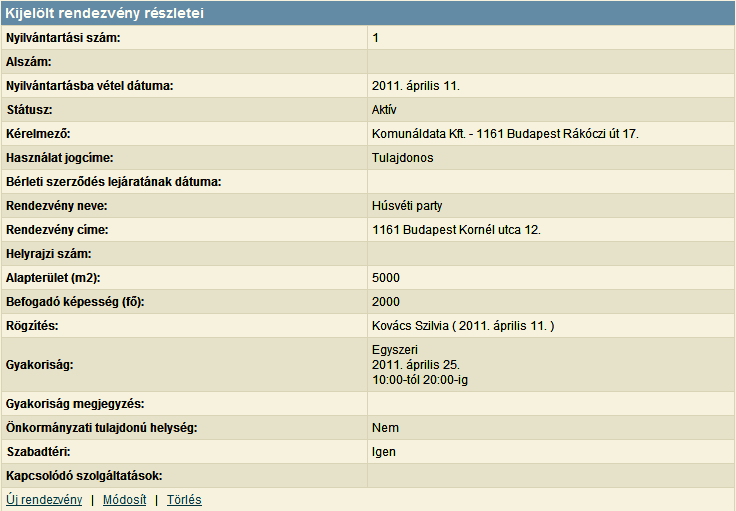 Kijelölt rendezvény részletei
Nyilvántartási szám: 1
Alszám:
Nyilvántartásba vétel dátuma: 2011. április 11.
Státusz: Aktív
Kérelmező: Komunáldata Kft. - 1161 Budapest Rákóczi út 17.
Használat jogcíme: Tulajdonos
Bérleti szerződés lejáratának dátuma:
Rendezvény neve: Húsvéti party
Rendezvény címe: 1161 Budapest Kornél utca 12.
Helyrajzi szám:
Alapterület (m2): 5000
Befogadó képesség (fő): 2000
Rögzítés: Kovács Szilvia ( 2011. április 11. )
Gyakoriság: Egyszeri
2011. április 25.
10:00-tól 20:00-ig
Gyakoriság megjegyzés:
Önkormányzati tulajdonú helység: Nem
Szabadtéri: Igen
Kapcsolódó szolgáltatások:
Új rendezvény | Módosít | Törlés